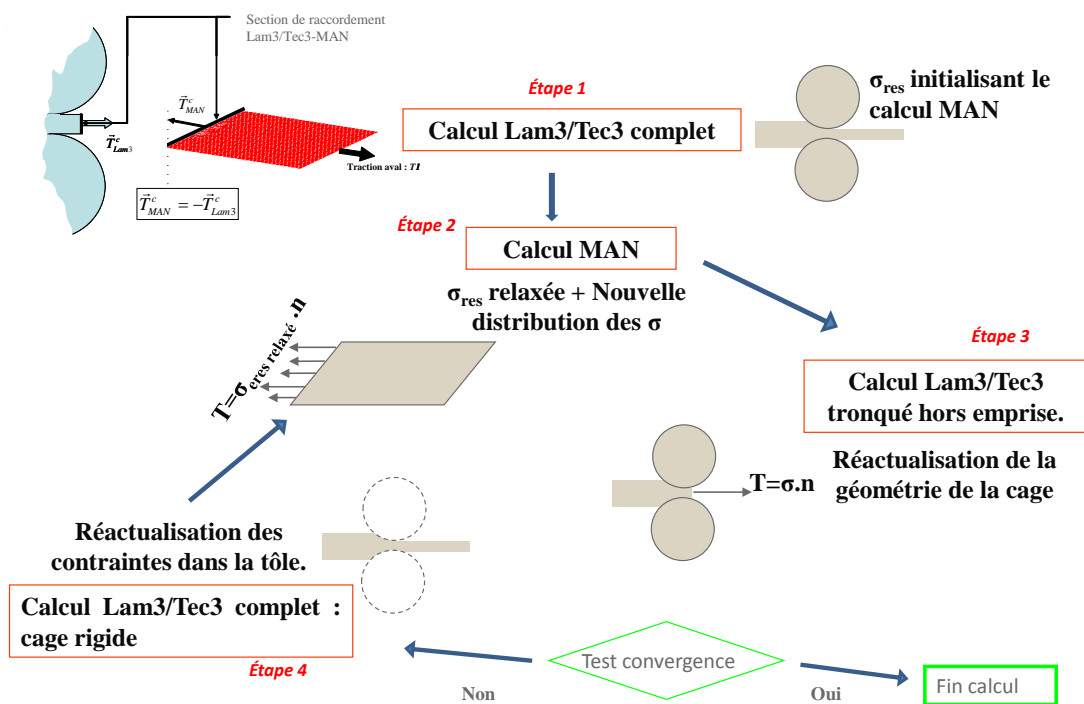 Section de raccordement
Lam3/Tec3-MAN
T^c_MAN
T^c_Lam3
Traction aval : T1
T^c_MAN = -T^c_Lam3
Étape 1
Calcul Lam3/Tec3 complet
σres initialisant le
calcul MAN
Étape 2
Calcul MAN
σres relaxée + Nouvelle
distribution des σ
T=σeres relaxé .n
Étape 3
Calcul Lam3/Tec3
tronqué hors emprise.
T=σ.n
Réactualisation de la
géométrie de la cage
Réactualisation des
contraintes dans la tôle.
Calcul Lam3/Tec3 complet :
cage rigide
Étape 4
Test convergence
Non
Oui
Fin calcul